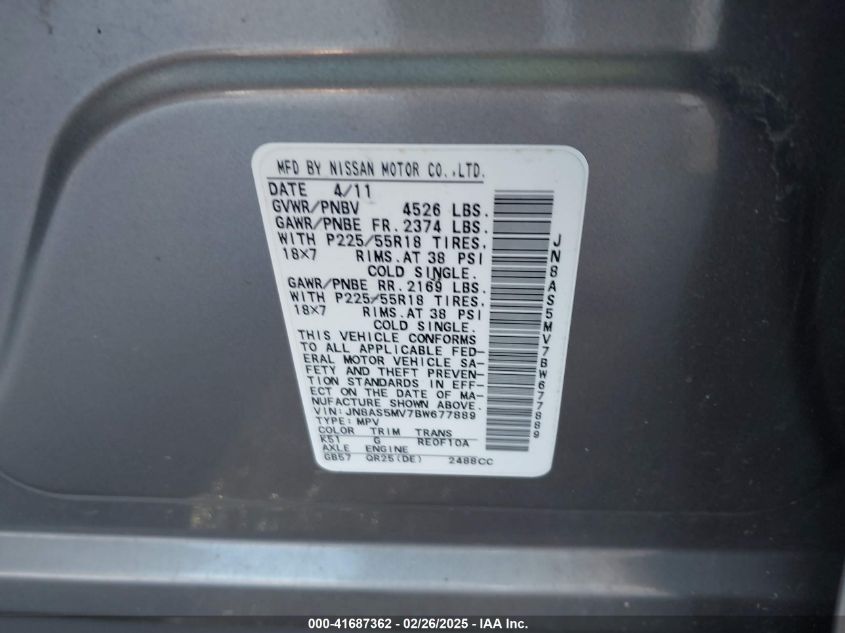 MFD BY NISSAN MOTOR CO.,LTD.
DATE 4/11
GVWR/PNBV 4526 LBS.
GAWR/PNBE FR. 2374 LBS.
WITH P225/55R18 TIRES,
18X7 RIMS.AT 38 PSI
COLD SINGLE.
GAWR/PNBE RR. 2169 LBS.
WITH P225/55R18 TIRES,
18X7 RIMS.AT 38 PSI
COLD SINGLE.
THIS VEHICLE CONFORMS
TO ALL APPLICABLE FED-
ERAL MOTOR VEHICLE SA-
FETY AND THEFT PREVEN-
TION STANDARDS IN EFF-
ECT ON THE DATE OF MA-
NUFACTURE SHOWN ABOVE.
VIN: JN8AS5MV7BW677889
TYPE: MPV
COLOR TRIM TRANS
K51 G RE0F10A
AXLE ENGINE
GB57 QR25(DE) 2488CC
JN8AS5MV7BW677889
000-41687362 - 02/26/2025 - IAA Inc.